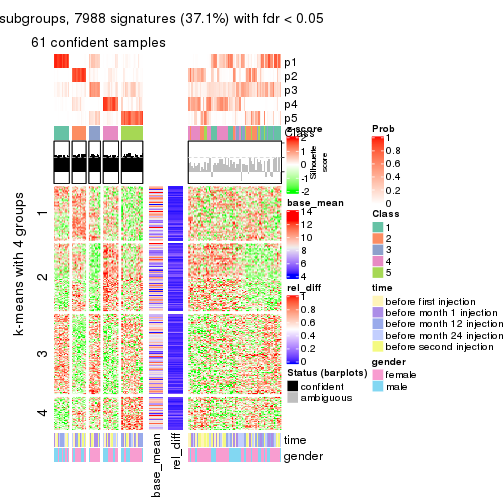 subgroups, 7988 signatures (37.1%) with fdr < 0.05
61 confident samples
p1
p2
p3
p4
p5
Class
Silhouette
score
k-means with 4 groups
1
2
3
4
base_mean
rel_diff
time
gender
z-score
2
1
0
-1
-2
base_mean
14
12
10
8
6
4
rel_diff
1
0.8
0.6
0.4
0.2
0
Status (barplots)
confident
ambiguous
Prob
1
0.8
0.6
0.4
0.2
0
Class
1
2
3
4
5
time
before first injection
before month 1 injection
before month 12 injection
before month 24 injection
before second injection
gender
female
male